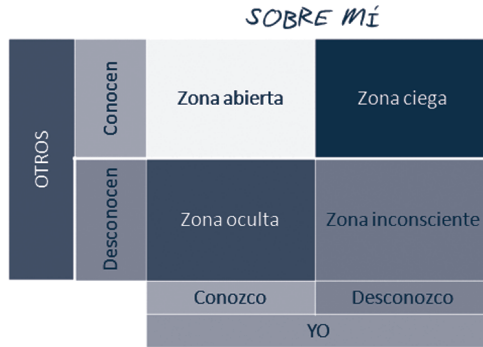 SOBRE MÍ
OTROS
Conocen
Zona abierta
Zona ciega
Desconocen
Zona oculta
Zona inconsciente
Conozco
Desconozco
YO